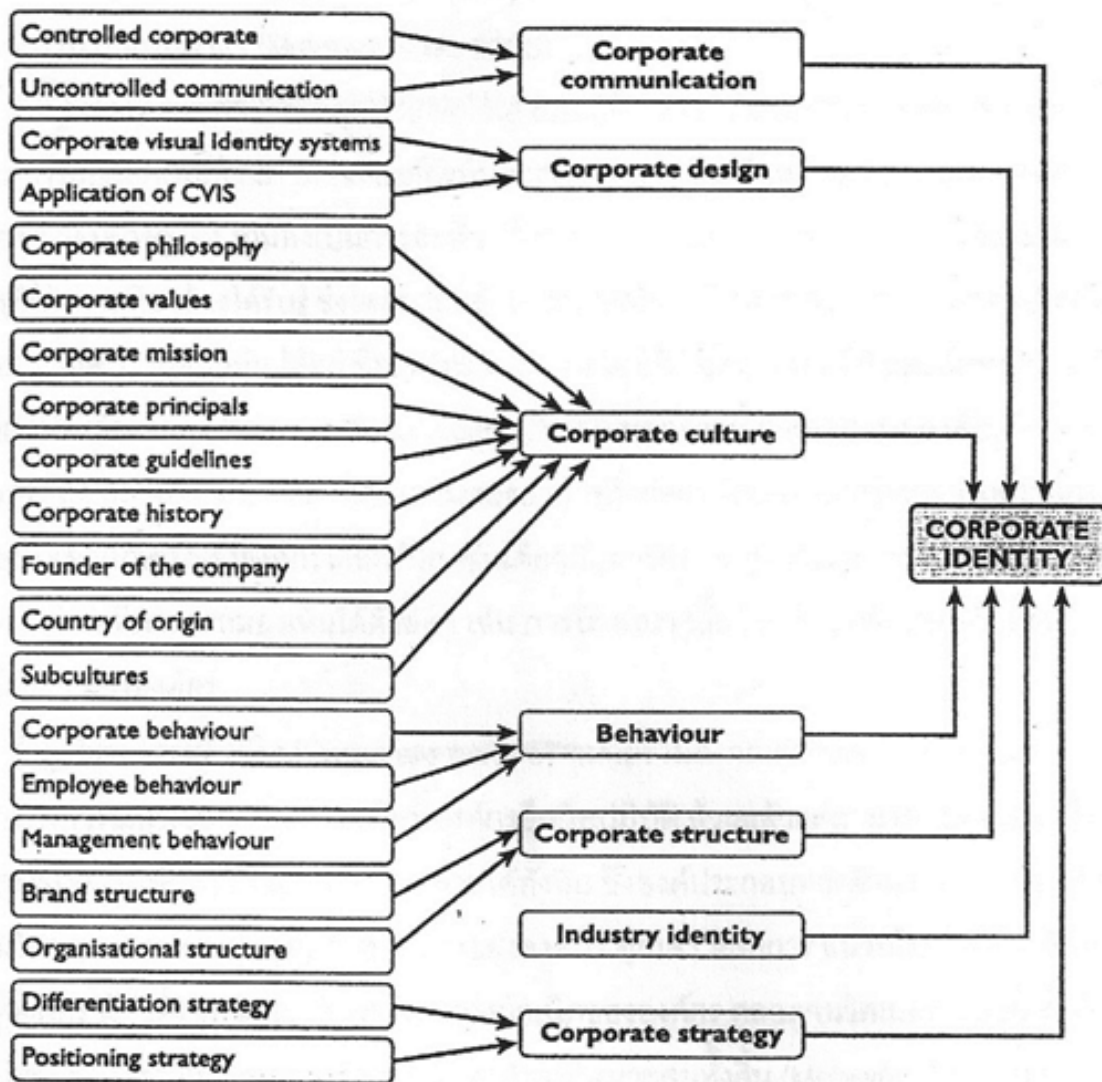 Controlled corporate
Uncontrolled communication
Corporate visual identity systems
Application of CVIS
Corporate philosophy
Corporate values
Corporate mission
Corporate principals
Corporate guidelines
Corporate history
Founder of the company
Country of origin
Subcultures
Corporate behaviour
Employee behaviour
Management behaviour
Brand structure
Organisational structure
Differentiation strategy
Positioning strategy
Corporate
communication
Corporate design
Corporate culture
Behaviour
Corporate structure
Industry identity
Corporate strategy
CORPORATE
IDENTITY